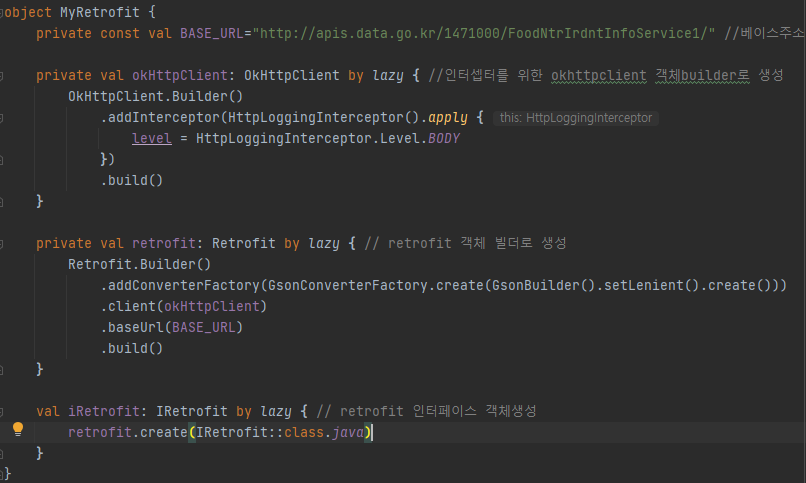 object MyRetrofit {
    private const val BASE_URL="http://apis.data.go.kr/1471000/FoodNtrIrdntInfoService1/" //베이스주소
    private val okHttpClient: OkHttpClient by lazy { //인터셉터를 위한 okhttpclient 객체builder로 생성
        OkHttpClient.Builder()
            .addInterceptor(HttpLoggingInterceptor().apply { this: HttpLoggingInterceptor
                level = HttpLoggingInterceptor.Level.BODY
            })
            .build()
    }
    private val retrofit: Retrofit by lazy { // retrofit 객체 빌더로 생성
        Retrofit.Builder()
            .addConverterFactory(GsonConverterFactory.create(GsonBuilder().setLenient().create()))
            .client(okHttpClient)
            .baseUrl(BASE_URL)
            .build()
    }
    val iRetrofit: IRetrofit by lazy { // retrofit 인터페이스 객체생성
        retrofit.create(IRetrofit::class.java)
    }
}